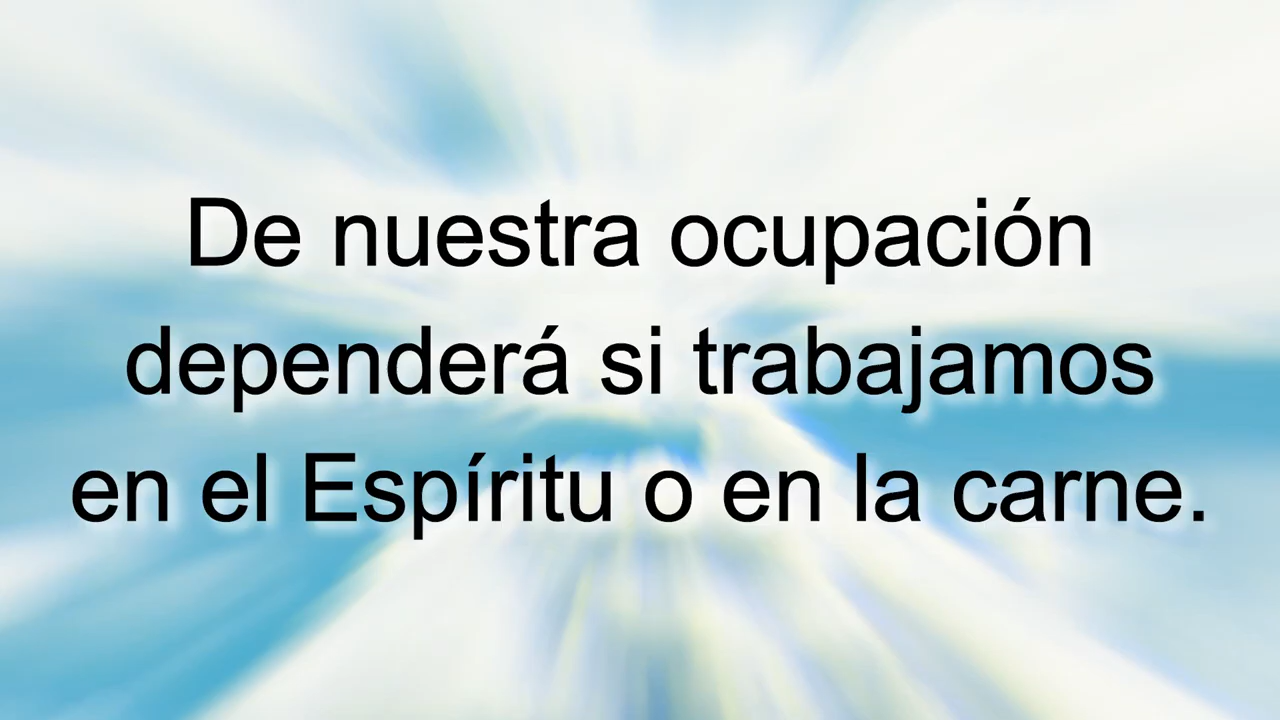 De nuestra ocupación
dependerá si trabajamos
en el Espíritu o en la carne.